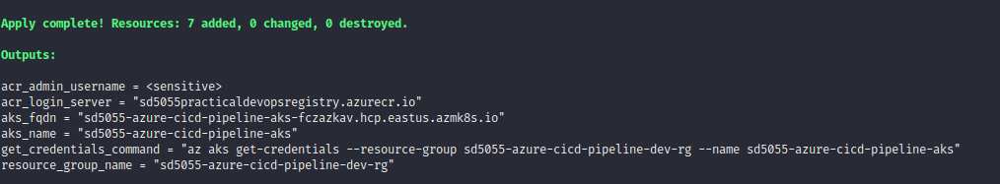 Apply complete! Resources: 7 added, 0 changed, 0 destroyed.
Outputs:
acr_admin_username = <sensitive>
acr_login_server = "sd5055practicaldevopsregistry.azurecr.io"
aks_fqdn = "sd5055-azure-cicd-pipeline-aks-fczazkav.hcp.eastus.azmk8s.io"
aks_name = "sd5055-azure-cicd-pipeline-aks"
get_credentials_command = "az aks get-credentials --resource-group sd5055-azure-cicd-pipeline-dev-rg --name sd5055-azure-cicd-pipeline-aks"
resource_group_name = "sd5055-azure-cicd-pipeline-dev-rg"